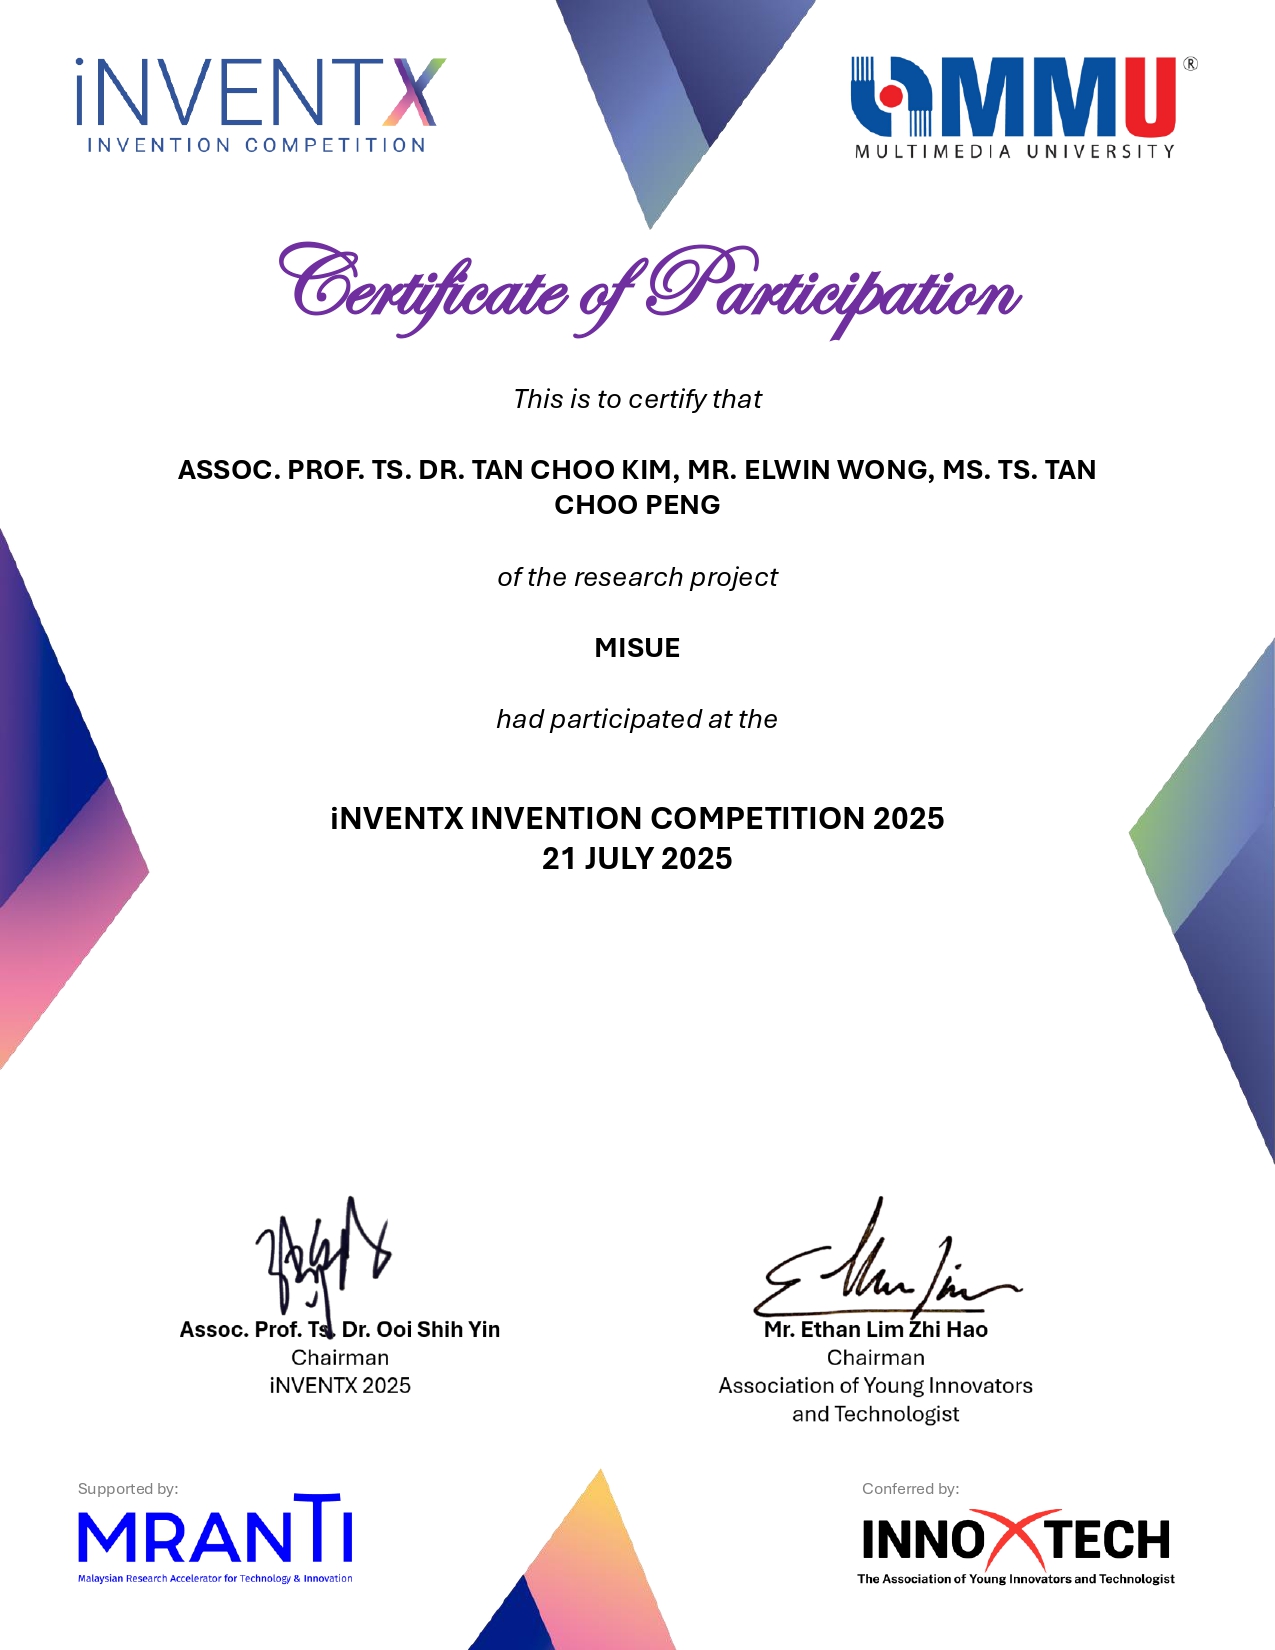 iNVENTX
INVENTION COMPETITION
MMU®
MULTIMEDIA UNIVERSITY
Certificate of Participation
This is to certify that
ASSOC. PROF. TS. DR. TAN CHOO KIM, MR. ELWIN WONG, MS. TS. TAN
CHOO PENG
of the research project
MISUE
had participated at the
iNVENTX INVENTION COMPETITION 2025
21 JULY 2025
Ethan Lim
Assoc. Prof. Ts. Dr. Ooi Shih Yin
Chairman
iNVENTX 2025
Mr. Ethan Lim Zhi Hao
Chairman
Association of Young Innovators
and Technologist
Supported by:
MRANTI
Malaysian Research Accelerator for Technology & Innovation
Conferred by:
INNOXTECH
The Association of Young Innovators and Technologist